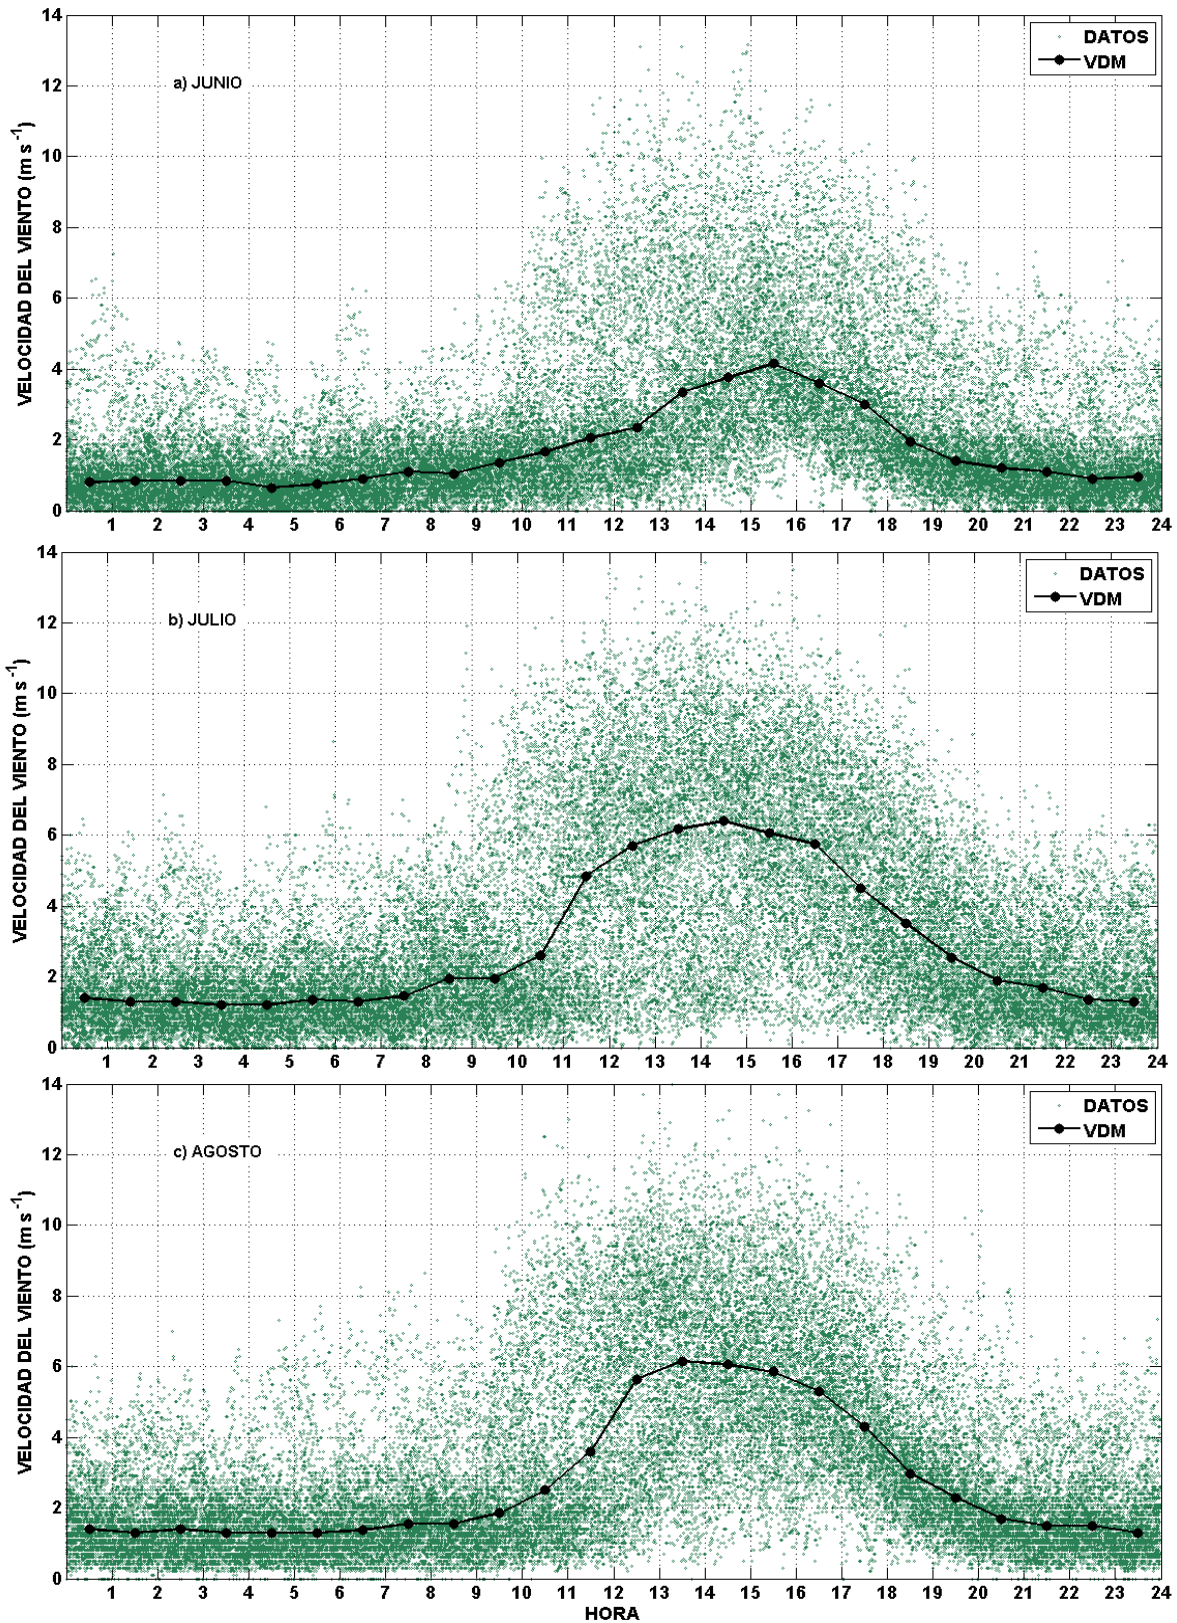 14
12
10
8
6
4
2
0
VELOCIDAD DEL VIENTO (m s⁻¹)
a) JUNIO
DATOS
VDM
1 2 3 4 5 6 7 8 9 10 11 12 13 14 15 16 17 18 19 20 21 22 23 24
14
12
10
8
6
4
2
0
VELOCIDAD DEL VIENTO (m s⁻¹)
b) JULIO
DATOS
VDM
1 2 3 4 5 6 7 8 9 10 11 12 13 14 15 16 17 18 19 20 21 22 23 24
14
12
10
8
6
4
2
0
VELOCIDAD DEL VIENTO (m s⁻¹)
c) AGOSTO
DATOS
VDM
1 2 3 4 5 6 7 8 9 10 11 12 13 14 15 16 17 18 19 20 21 22 23 24
HORA